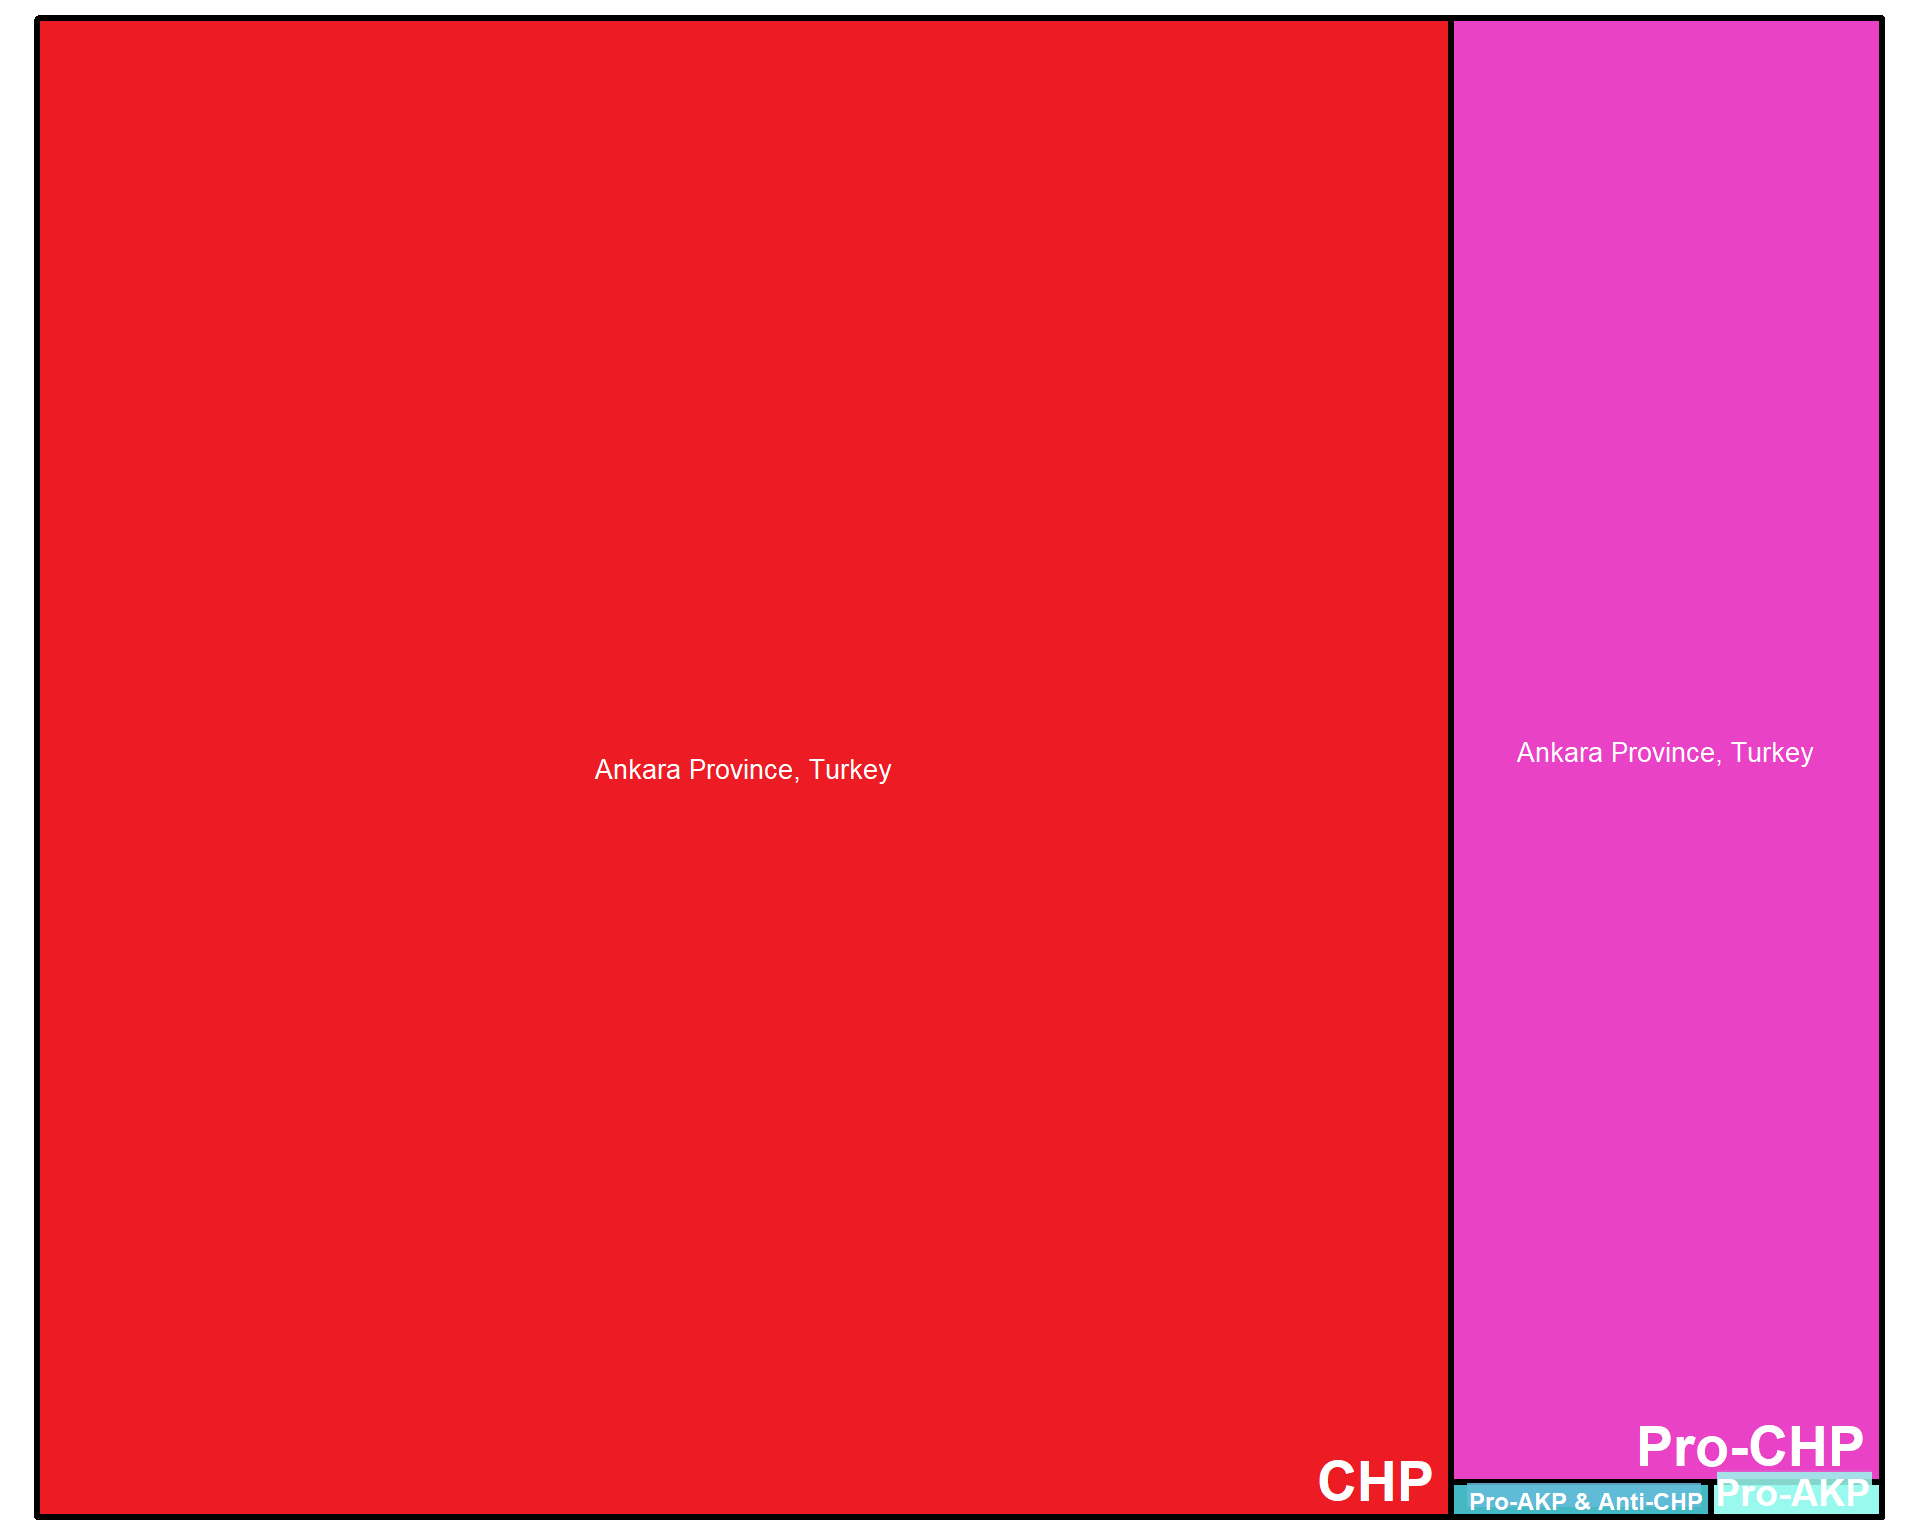 Ankara Province, Turkey
CHP
Ankara Province, Turkey
Pro-CHP
Pro-AKP & Anti-CHP
Pro-AKP